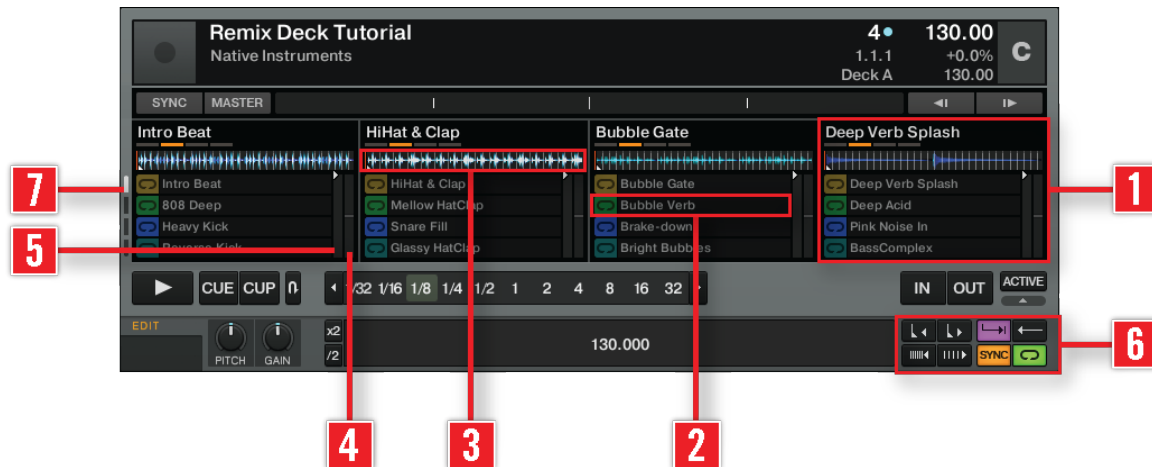 Remix Deck Tutorial
Native Instruments
4
130.00
1.1.1
+0.0%
Deck A
130.00
C
SYNC MASTER
Intro Beat
HiHat & Clap
Bubble Gate
Deep Verb Splash
Intro Beat
HiHat & Clap
Bubble Gate
Deep Verb Splash
808 Deep
Mellow HatClap
Bubble Verb
Deep Acid
Heavy Kick
Snare Fill
Brake-down
Pink Noise In
Reverse Kick
Glassy HatClap
Bright Bubbles
BassComplex
CUE CUP
1/32 1/16 1/8 1/4 1/2 1 2 4 8 16 32
IN OUT
ACTIVE
EDIT
PITCH GAIN
x2
/2
130.000
SYNC
7
5
4
3
2
1
6